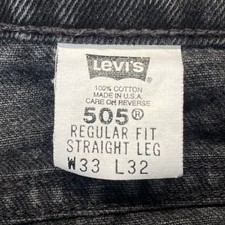 Levi's
100% COTTON
MADE IN U.S.A.
CARE ON REVERSE
505®
REGULAR FIT
STRAIGHT LEG
W33 L32